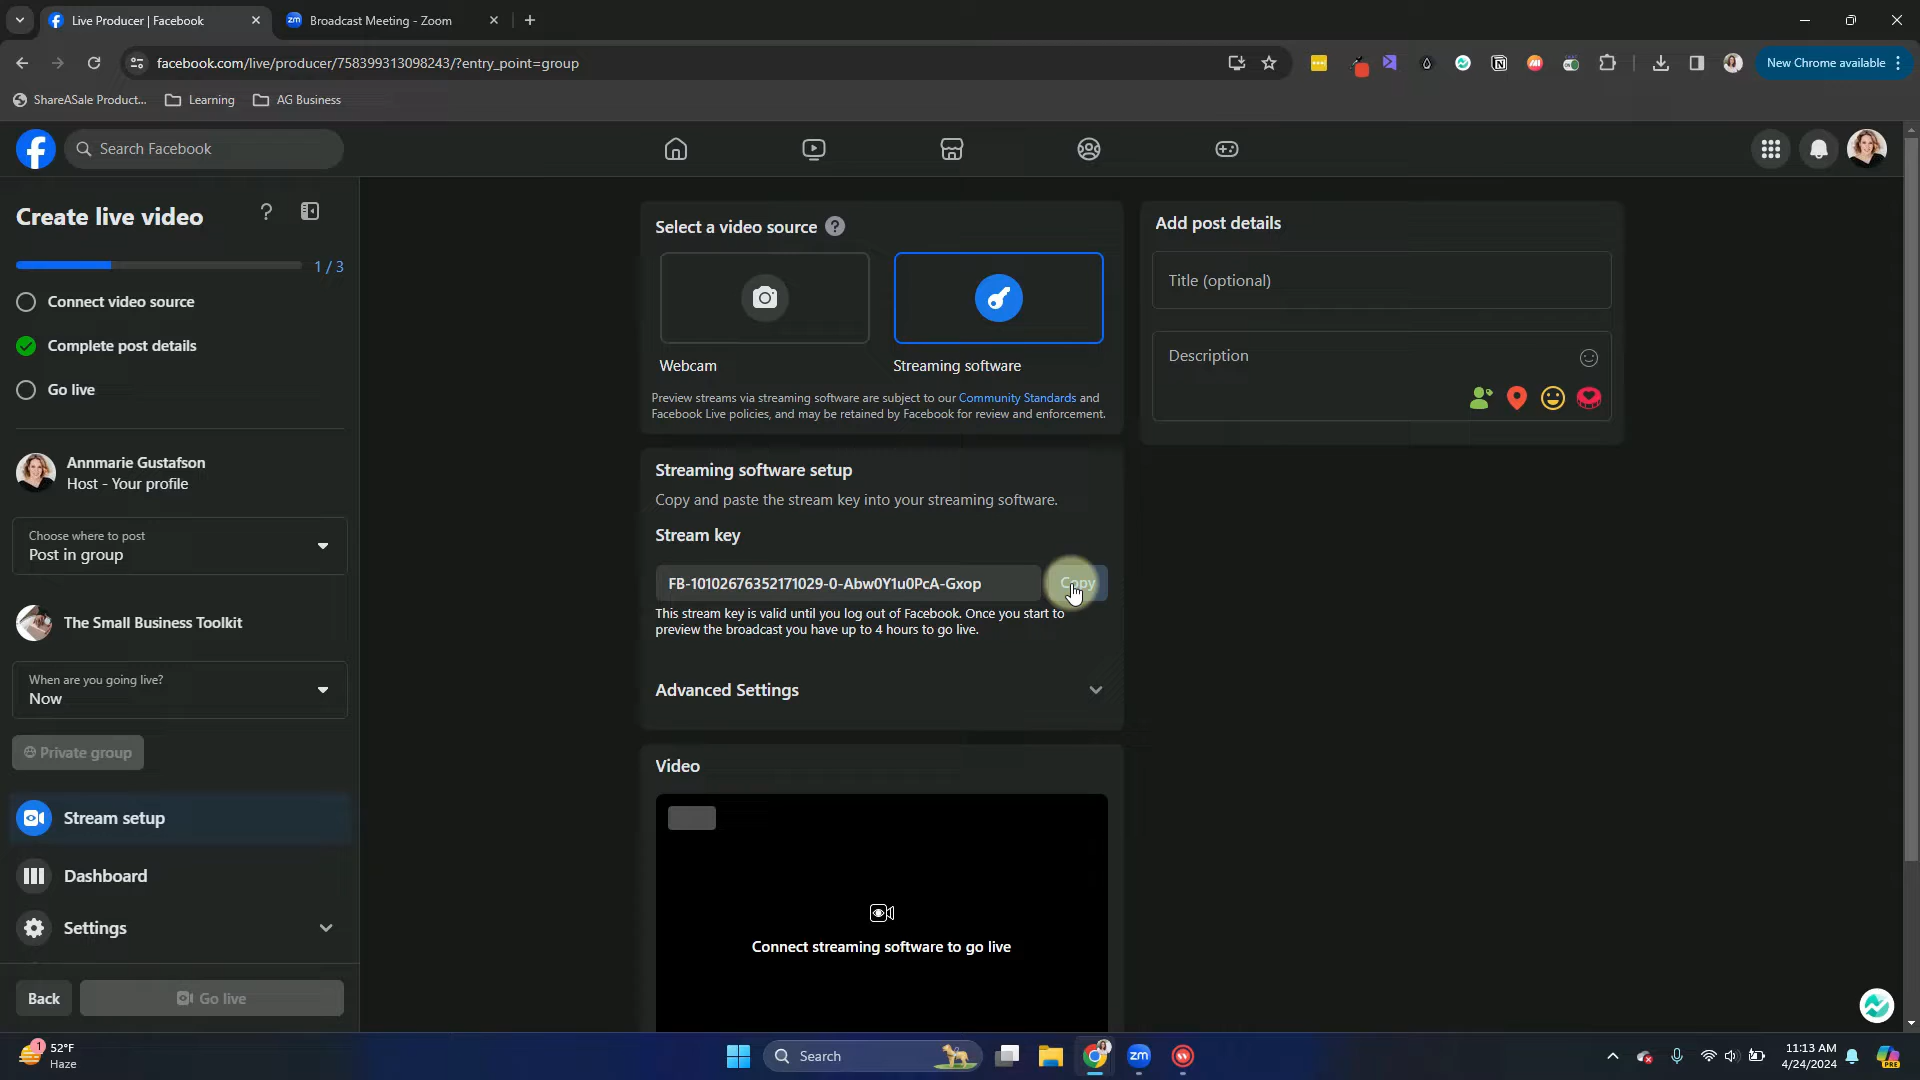 Live Producer | Facebook
zm
Broadcast Meeting - Zoom
facebook.com/live/producer/758399313098243/?entry_point=group
New Chrome available
ShareASale Product...
Learning
AG Business
Search Facebook
Create live video
1 / 3
Connect video source
Complete post details
Go live
Annmarie Gustafson
Host - Your profile
Choose where to post
Post in group
The Small Business Toolkit
When are you going live?
Now
Private group
Stream setup
Dashboard
Settings
Back
Go live
Select a video source
Webcam
Streaming software
Preview streams via streaming software are subject to our Community Standards and
Facebook Live policies, and may be retained by Facebook for review and enforcement.
Streaming software setup
Copy and paste the stream key into your streaming software.
Stream key
FB-10102676352171029-0-Abw0Y1u0PcA-Gxop
Copy
This stream key is valid until you log out of Facebook. Once you start to
preview the broadcast you have up to 4 hours to go live.
Advanced Settings
Video
Connect streaming software to go live
Add post details
Title (optional)
Description
1
52°F
Haze
Search
zm
11:13 AM
4/24/2024
PRE